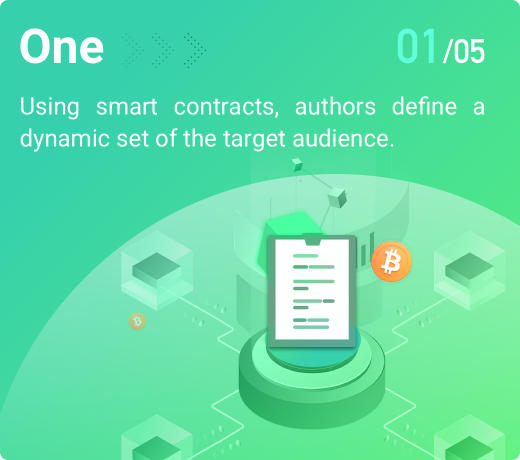 One
01/05
Using smart contracts, authors define a
dynamic set of the target audience.